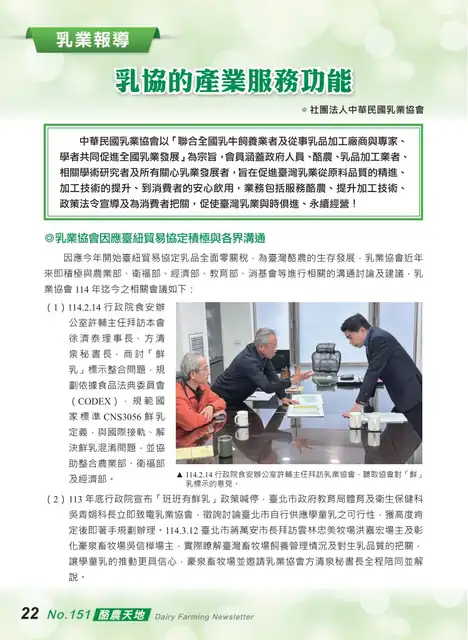 乳業報導
乳協的產業服務功能
◎ 社團法人中華民國乳業協會
中華民國乳業協會以「聯合全國乳牛飼養業者及從事乳品加工廠商與專家、
學者共同促進全國乳業發展」為宗旨，會員涵蓋政府人員、酪農、乳品加工業者、
相關學術研究者及所有關心乳業發展者，旨在促進臺灣乳業從原料品質的精進、
加工技術的提升、到消費者的安心飲用，業務包括服務酪農、提升加工技術、
政策法令宣導及為消費者把關，促使臺灣乳業與時俱進、永續經營！
◎乳業協會因應臺紐貿易協定積極與各界溝通
因應今年開始臺紐貿易協定乳品全面零關稅，為臺灣酪農的生存發展，乳業協會近年
來即積極與農業部、衛福部、經濟部、教育部、消基會等進行相關的溝通討論及建議，乳
業協會 114 年迄今之相關會議如下：
（1）114.2.14 行政院食安辦
公室許輔主任拜訪本會
徐濟泰理事長、方清
泉秘書長，商討「鮮
乳」標示整合問題，規
劃依據食品法典委員會
（CODEX），規範國
家標準 CNS3056 鮮乳
定義，與國際接軌、解
決鮮乳混淆問題，並協
助整合農業部、衛福部
及經濟部。
▲ 114.2.14 行政院食安辦公室許輔主任拜訪乳業協會，聽取協會對「鮮」
乳標示的意見。
（2）113 年底行政院宣布「班班有鮮乳」政策喊停，臺北市政府教育局體育及衛生保健科
吳青娟科長立即致電乳業協會，徵詢討論臺北市自行供應學童乳之可行性，獲高度肯
定後即著手規劃辦理。114.3.12 臺北市蔣萬安市長拜訪雲林忠美牧場洪嘉宏場主及彰
化豪泉畜牧場吳信樺場主，實際瞭解臺灣畜牧場飼養管理情況及對生乳品質的把關，
讓學童乳的推動更具信心，豪泉畜牧場並邀請乳業協會方清泉秘書長全程陪同並解
說。
22 No.151 酪農天地 Dairy Farming Newsletter